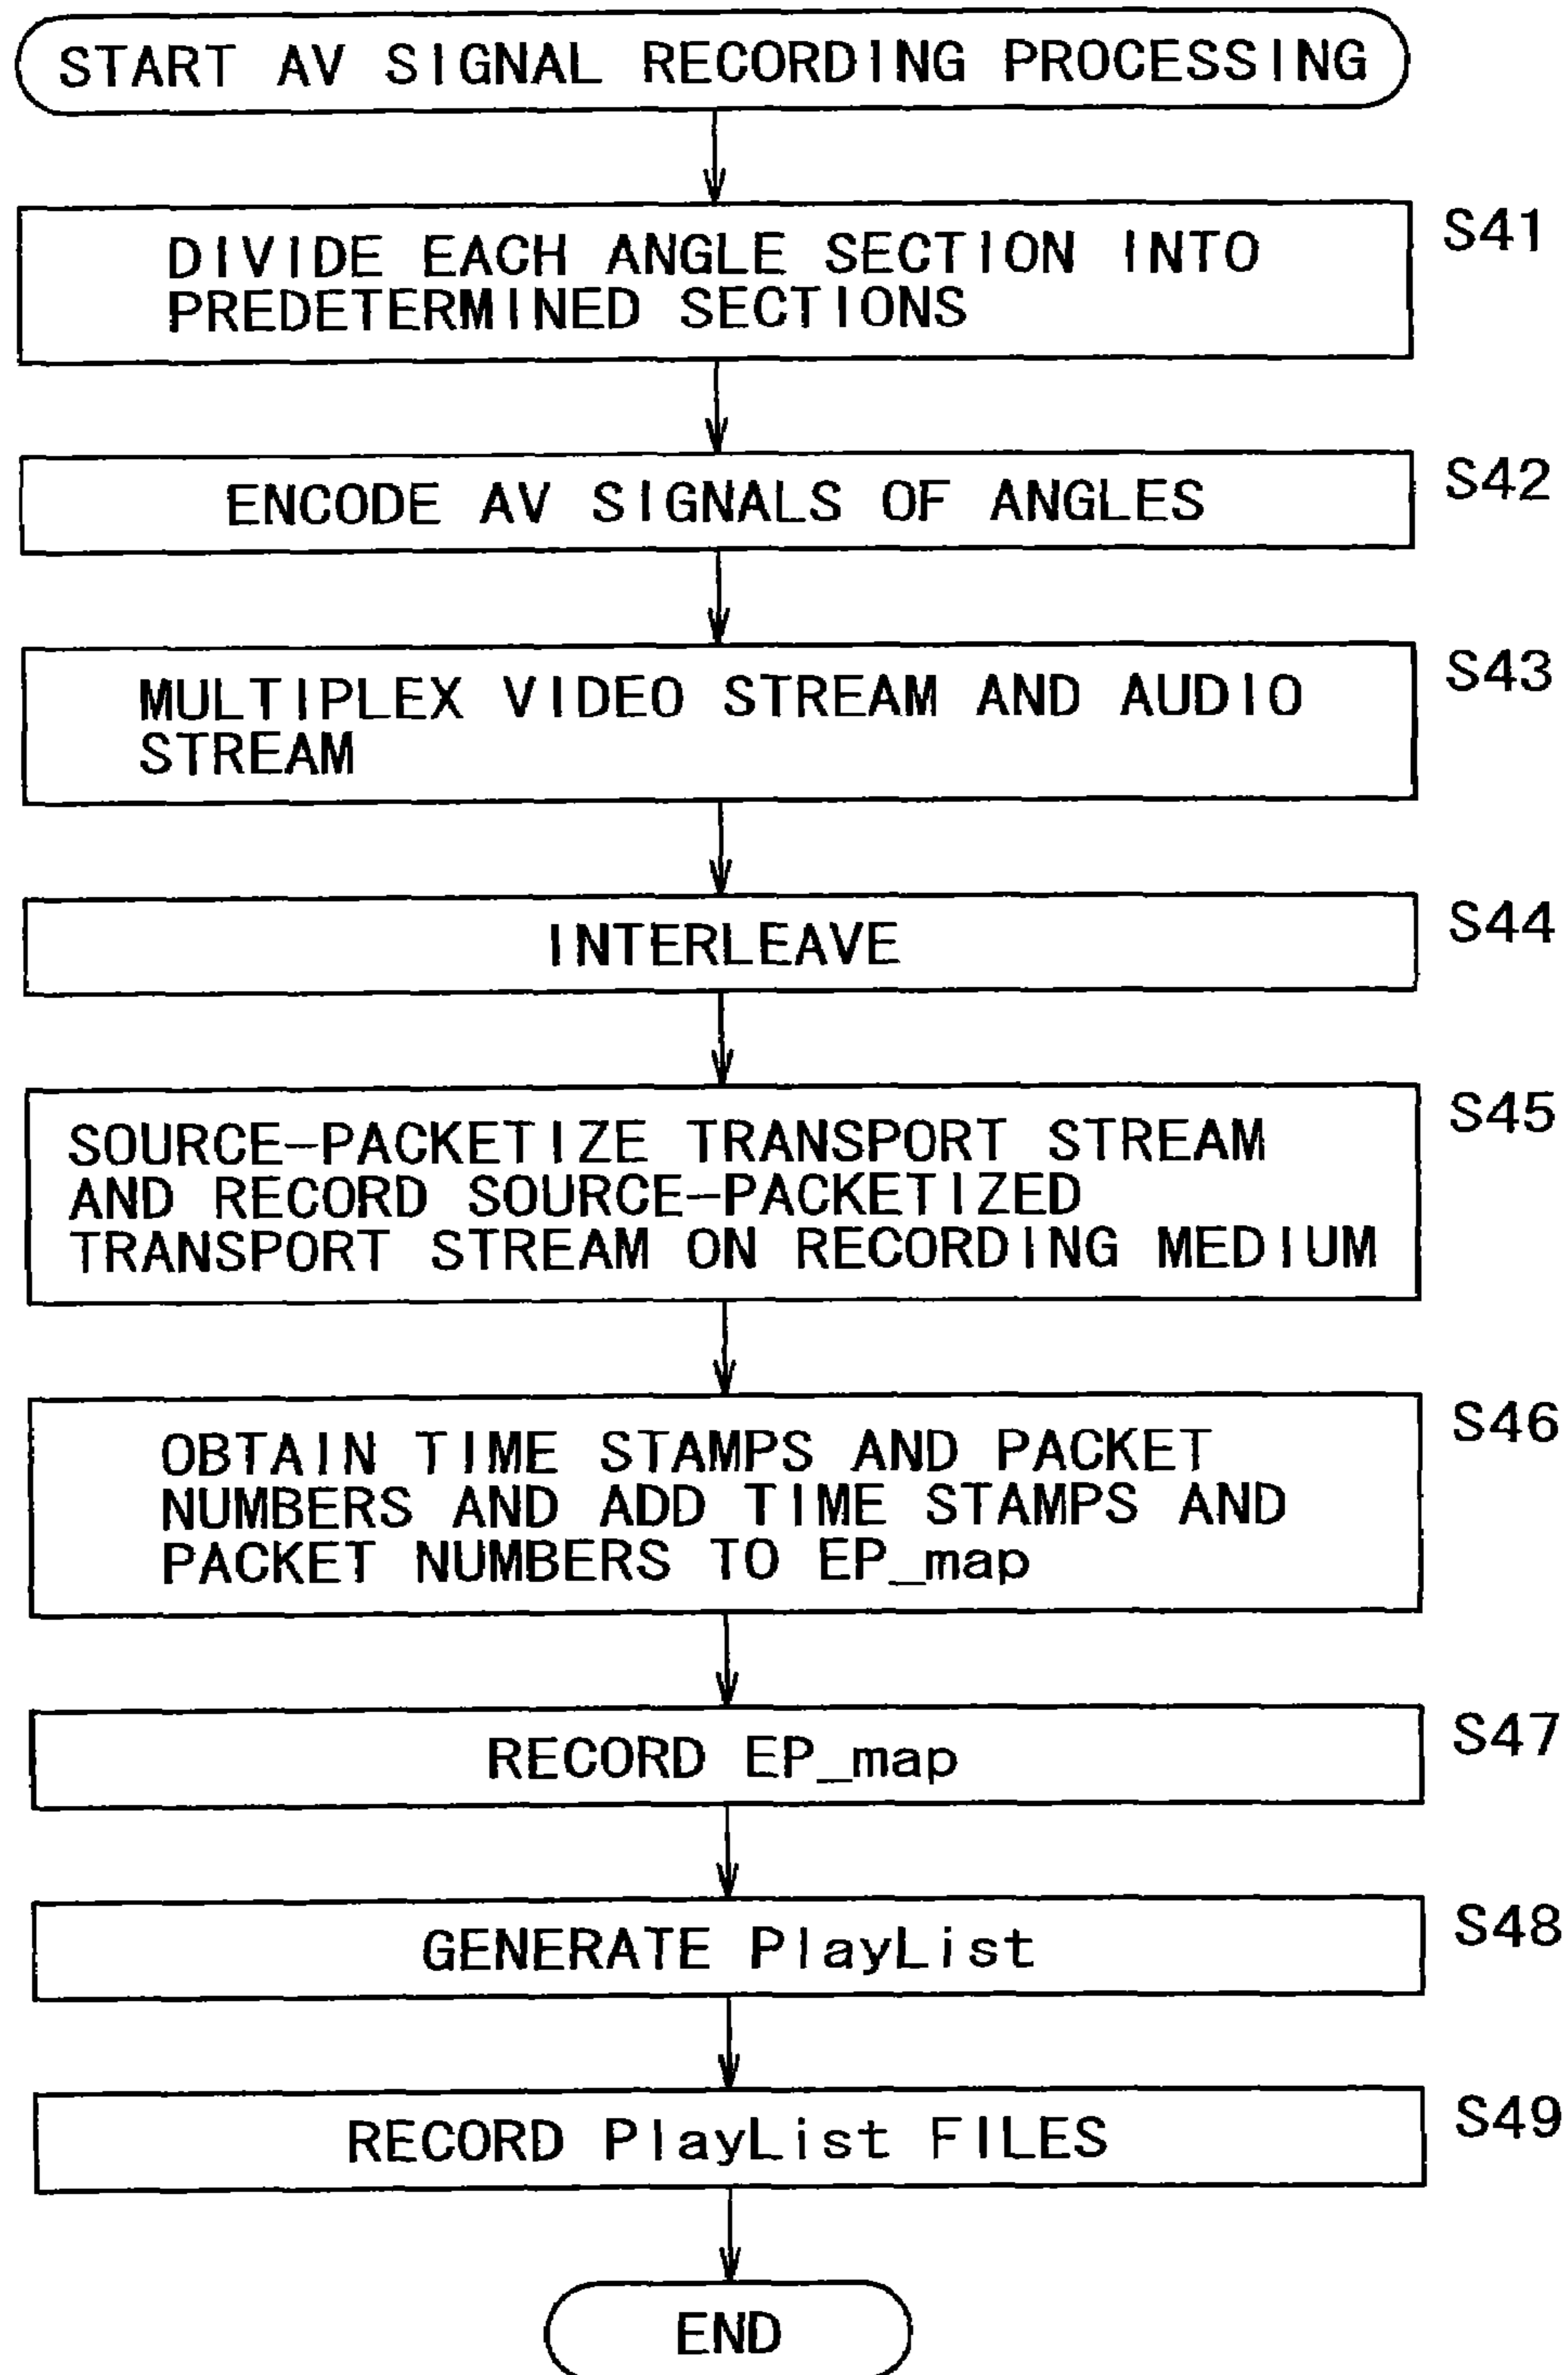 START AV SIGNAL RECORDING PROCESSING
S41
DIVIDE EACH ANGLE SECTION INTO
PREDETERMINED SECTIONS
S42
ENCODE AV SIGNALS OF ANGLES
S43
MULTIPLEX VIDEO STREAM AND AUDIO
STREAM
S44
INTERLEAVE
S45
SOURCE-PACKETIZE TRANSPORT STREAM
AND RECORD SOURCE-PACKETIZED
TRANSPORT STREAM ON RECORDING MEDIUM
S46
OBTAIN TIME STAMPS AND PACKET
NUMBERS AND ADD TIME STAMPS AND
PACKET NUMBERS TO EP_map
S47
RECORD EP_map
S48
GENERATE PlayList
S49
RECORD PlayList FILES
END